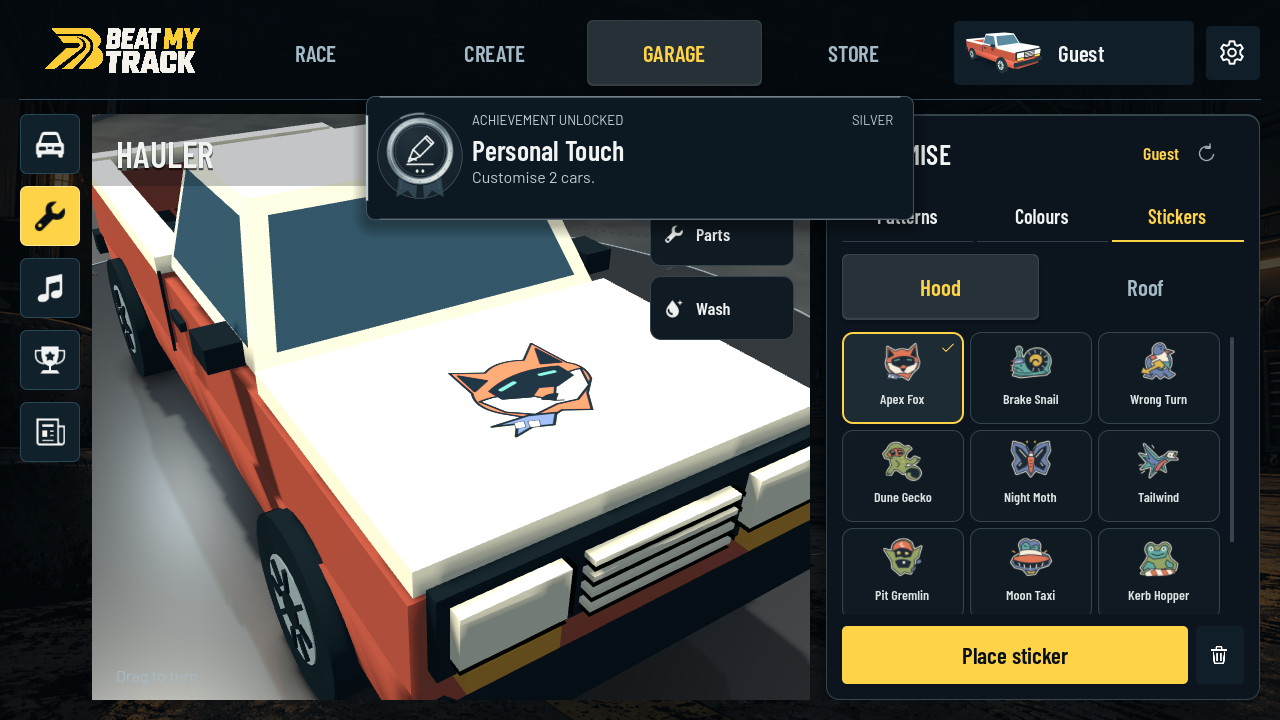 BEAT MY
TRACK
RACE
CREATE
GARAGE
STORE
Guest
ACHIEVEMENT UNLOCKED
SILVER
Personal Touch
Customise 2 cars.
HAULER
Guest
Colours
Stickers
Parts
Wash
Hood
Roof
Apex Fox
Brake Snail
Wrong Turn
Dune Gecko
Night Moth
Tailwind
Pit Gremlin
Moon Taxi
Kerb Hopper
Place sticker
Drag to turn